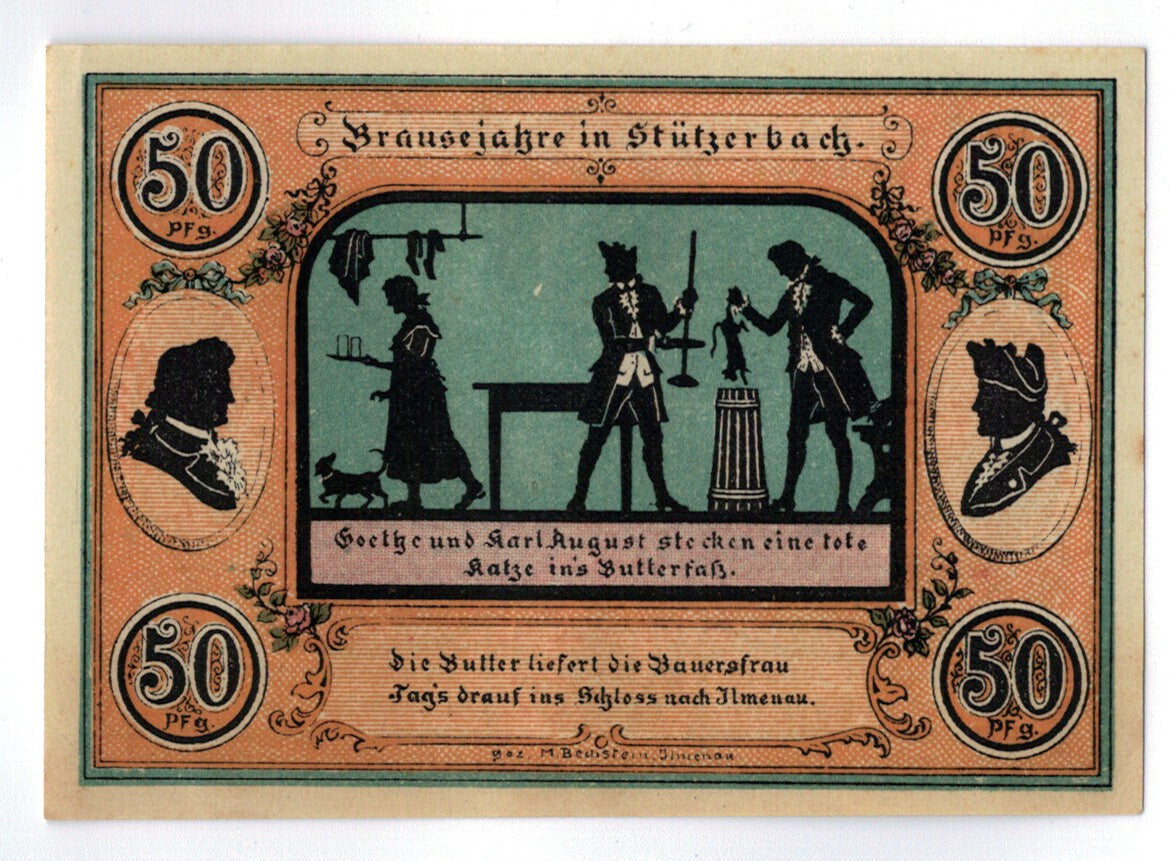 Brausejahre in Stützerbach.
50
Pfg.
50
Pfg.
Goethe und Karl August stecken eine tote
Katze in's Butterfaß.
50
Pfg.
50
Pfg.
Die Butter liefert die Bauersfrau
Tag's drauf ins Schloss nach Ilmenau.
gez. M. Bechstein, Ilmenau